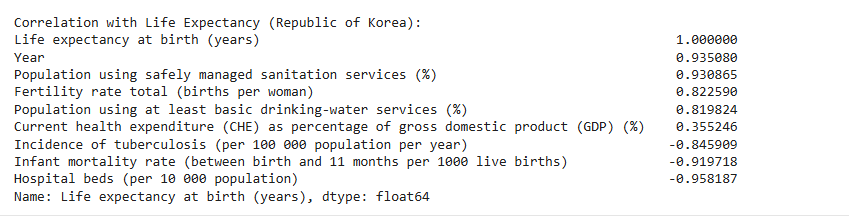 Correlation with Life Expectancy (Republic of Korea):
Life expectancy at birth (years) 1.000000
Year 0.935080
Population using safely managed sanitation services (%) 0.930865
Fertility rate total (births per woman) 0.822590
Population using at least basic drinking-water services (%) 0.819824
Current health expenditure (CHE) as percentage of gross domestic product (GDP) (%) 0.355246
Incidence of tuberculosis (per 100 000 population per year) -0.845909
Infant mortality rate (between birth and 11 months per 1000 live births) -0.919718
Hospital beds (per 10 000 population) -0.958187
Name: Life expectancy at birth (years), dtype: float64